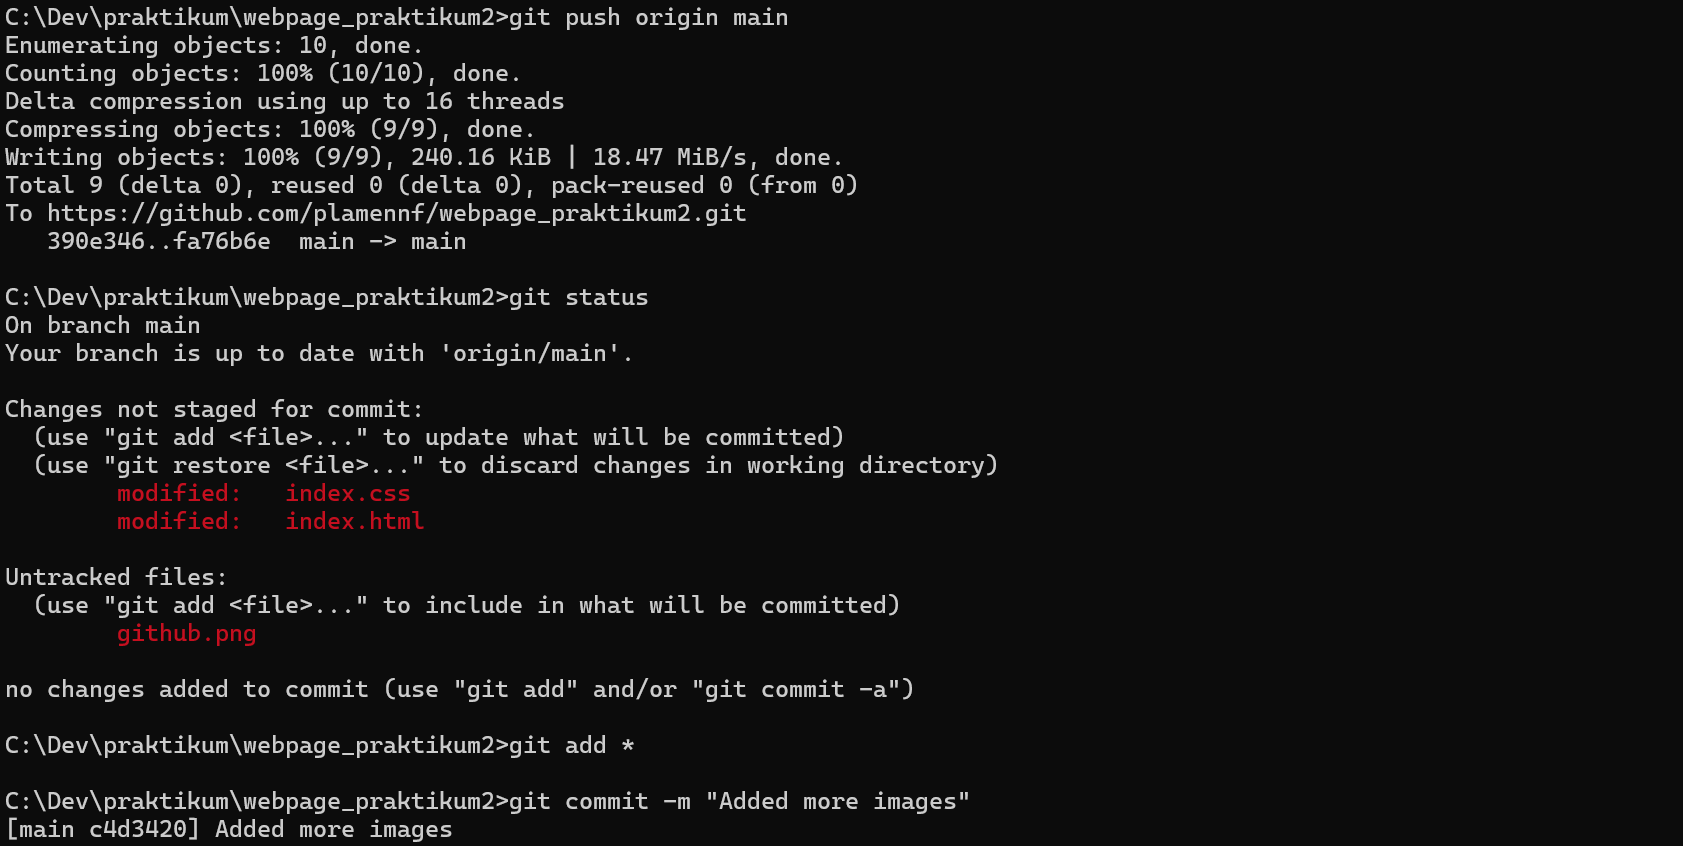 C:\Dev\praktikum\webpage_praktikum2>git push origin main
Enumerating objects: 10, done.
Counting objects: 100% (10/10), done.
Delta compression using up to 16 threads
Compressing objects: 100% (9/9), done.
Writing objects: 100% (9/9), 240.16 KiB | 18.47 MiB/s, done.
Total 9 (delta 0), reused 0 (delta 0), pack-reused 0 (from 0)
To https://github.com/plamennf/webpage_praktikum2.git
   390e346..fa76b6e  main -> main

C:\Dev\praktikum\webpage_praktikum2>git status
On branch main
Your branch is up to date with 'origin/main'.

Changes not staged for commit:
  (use "git add <file>..." to update what will be committed)
  (use "git restore <file>..." to discard changes in working directory)
        modified:   index.css
        modified:   index.html

Untracked files:
  (use "git add <file>..." to include in what will be committed)
        github.png

no changes added to commit (use "git add" and/or "git commit -a")

C:\Dev\praktikum\webpage_praktikum2>git add *

C:\Dev\praktikum\webpage_praktikum2>git commit -m "Added more images"
[main c4d3420] Added more images